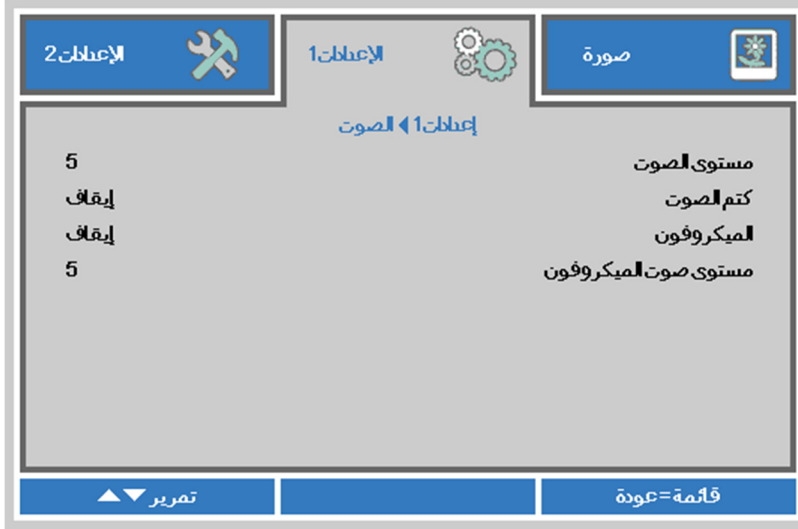 صورة
الإعدادات1
الإعدادات2
إعدادات1 ◀ الصوت
مستوى الصوت 5
كتم الصوت إيقاف
الميكروفون إيقاف
مستوى صوت الميكروفون 5
قائمة=عودة
تمرير ▼▲